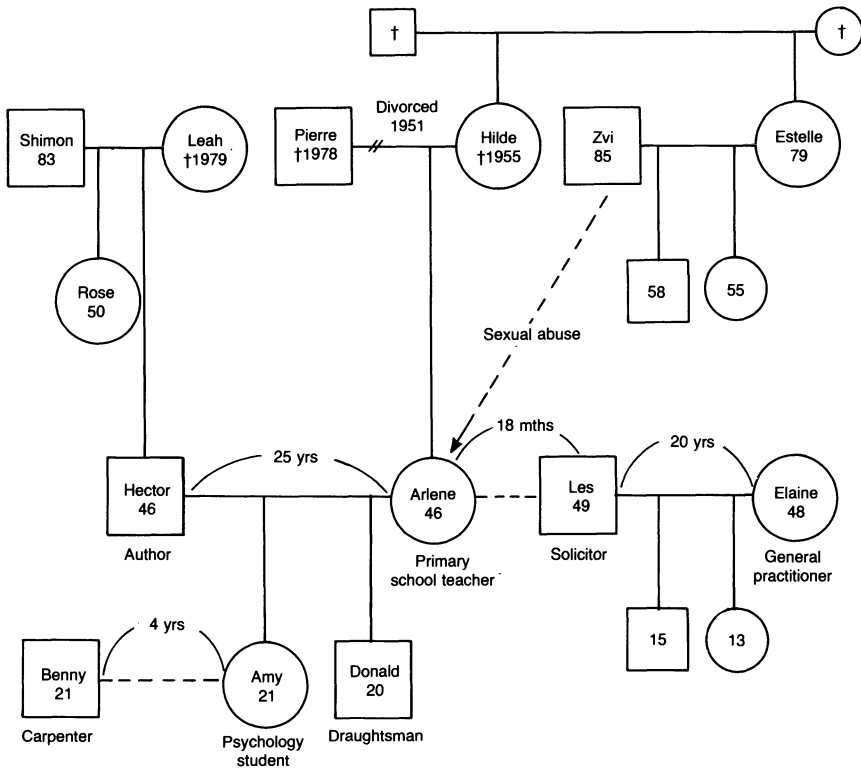 †
†
Divorced
1951
Shimon
83
Leah
†1979
Pierre
†1978
Hilde
†1955
Zvi
85
Estelle
79
Rose
50
58
55
Sexual abuse
18 mths
25 yrs
20 yrs
Hector
46
Arlene
46
Les
49
Elaine
48
Author
Primary
school teacher
Solicitor
General
practitioner
4 yrs
15
13
Benny
21
Amy
21
Donald
20
Carpenter
Psychology
student
Draughtsman